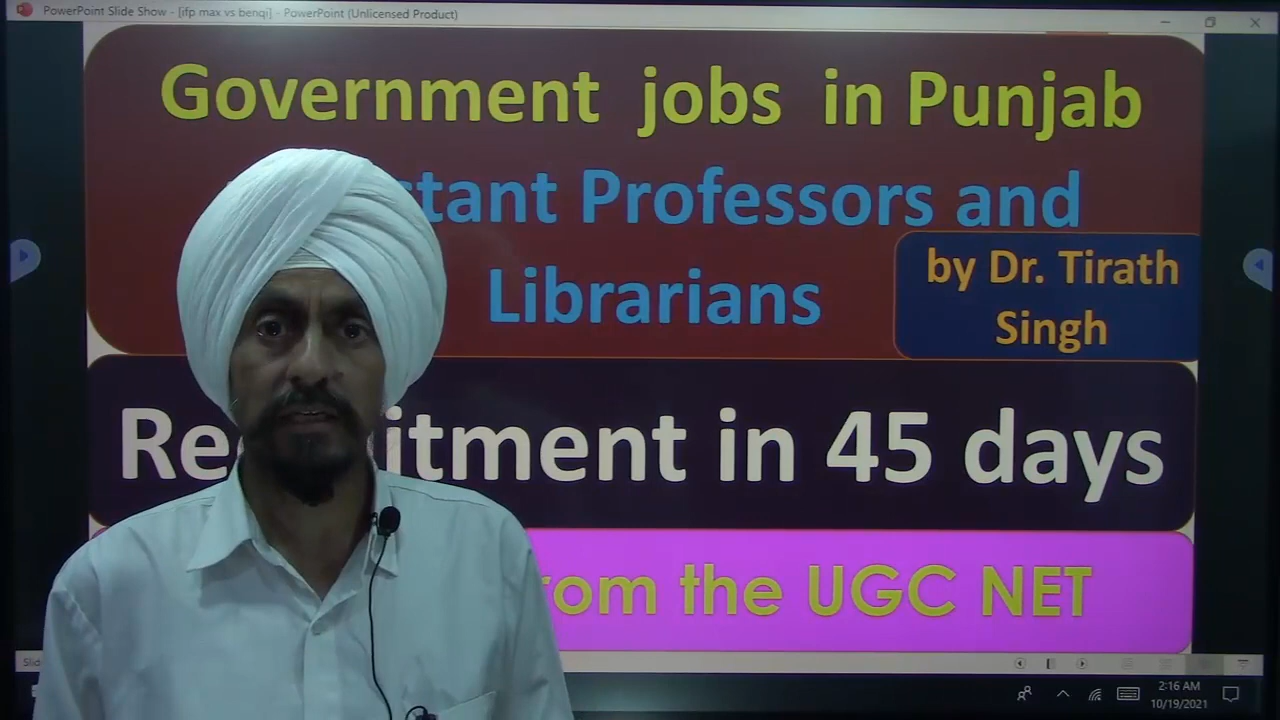 PowerPoint Slide Show - [ifp max vs benqi] - PowerPoint (Unlicensed Product)
Government jobs in Punjab
stant Professors and
Librarians
by Dr. Tirath
Singh
Re itment in 45 days
rom the UGC NET
Slid
2:16 AM
10/19/2021